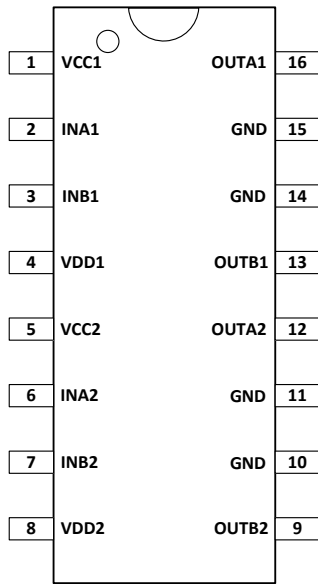 1 VCC1 OUTA1 16
2 INA1 GND 15
3 INB1 GND 14
4 VDD1 OUTB1 13
5 VCC2 OUTA2 12
6 INA2 GND 11
7 INB2 GND 10
8 VDD2 OUTB2 9